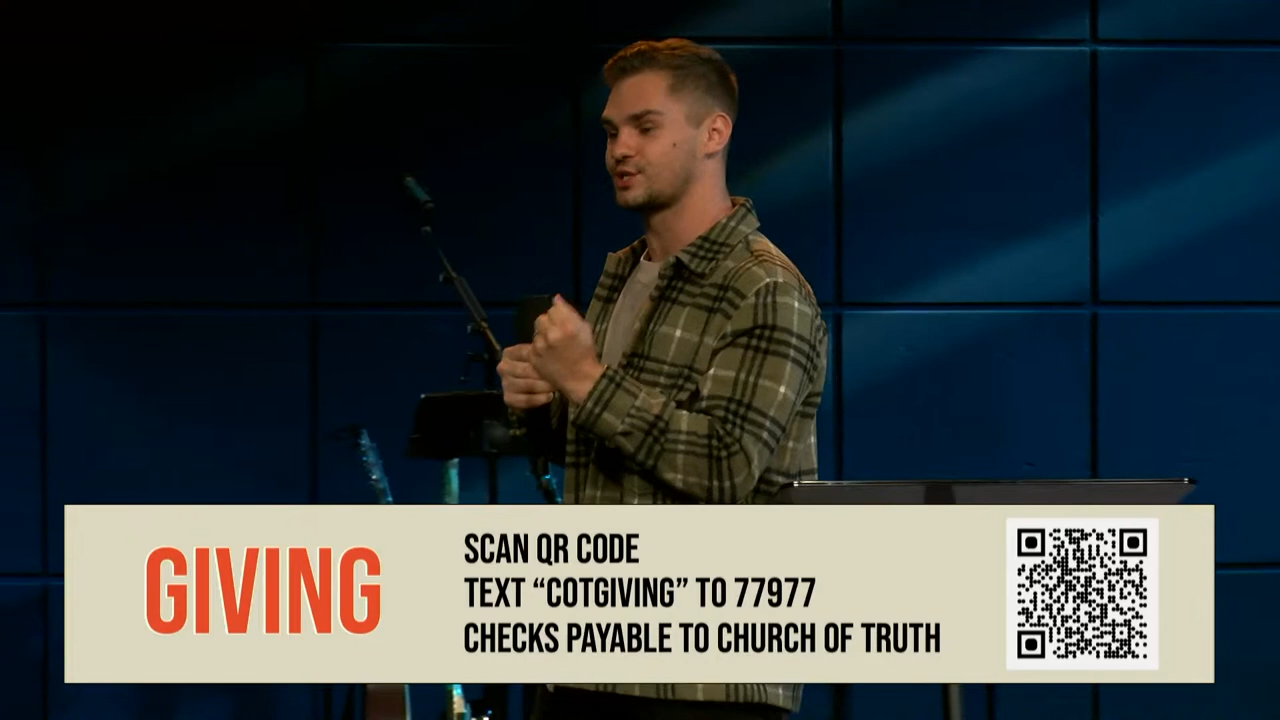 GIVING
SCAN QR CODE
TEXT “COTGIVING” TO 77977
CHECKS PAYABLE TO CHURCH OF TRUTH